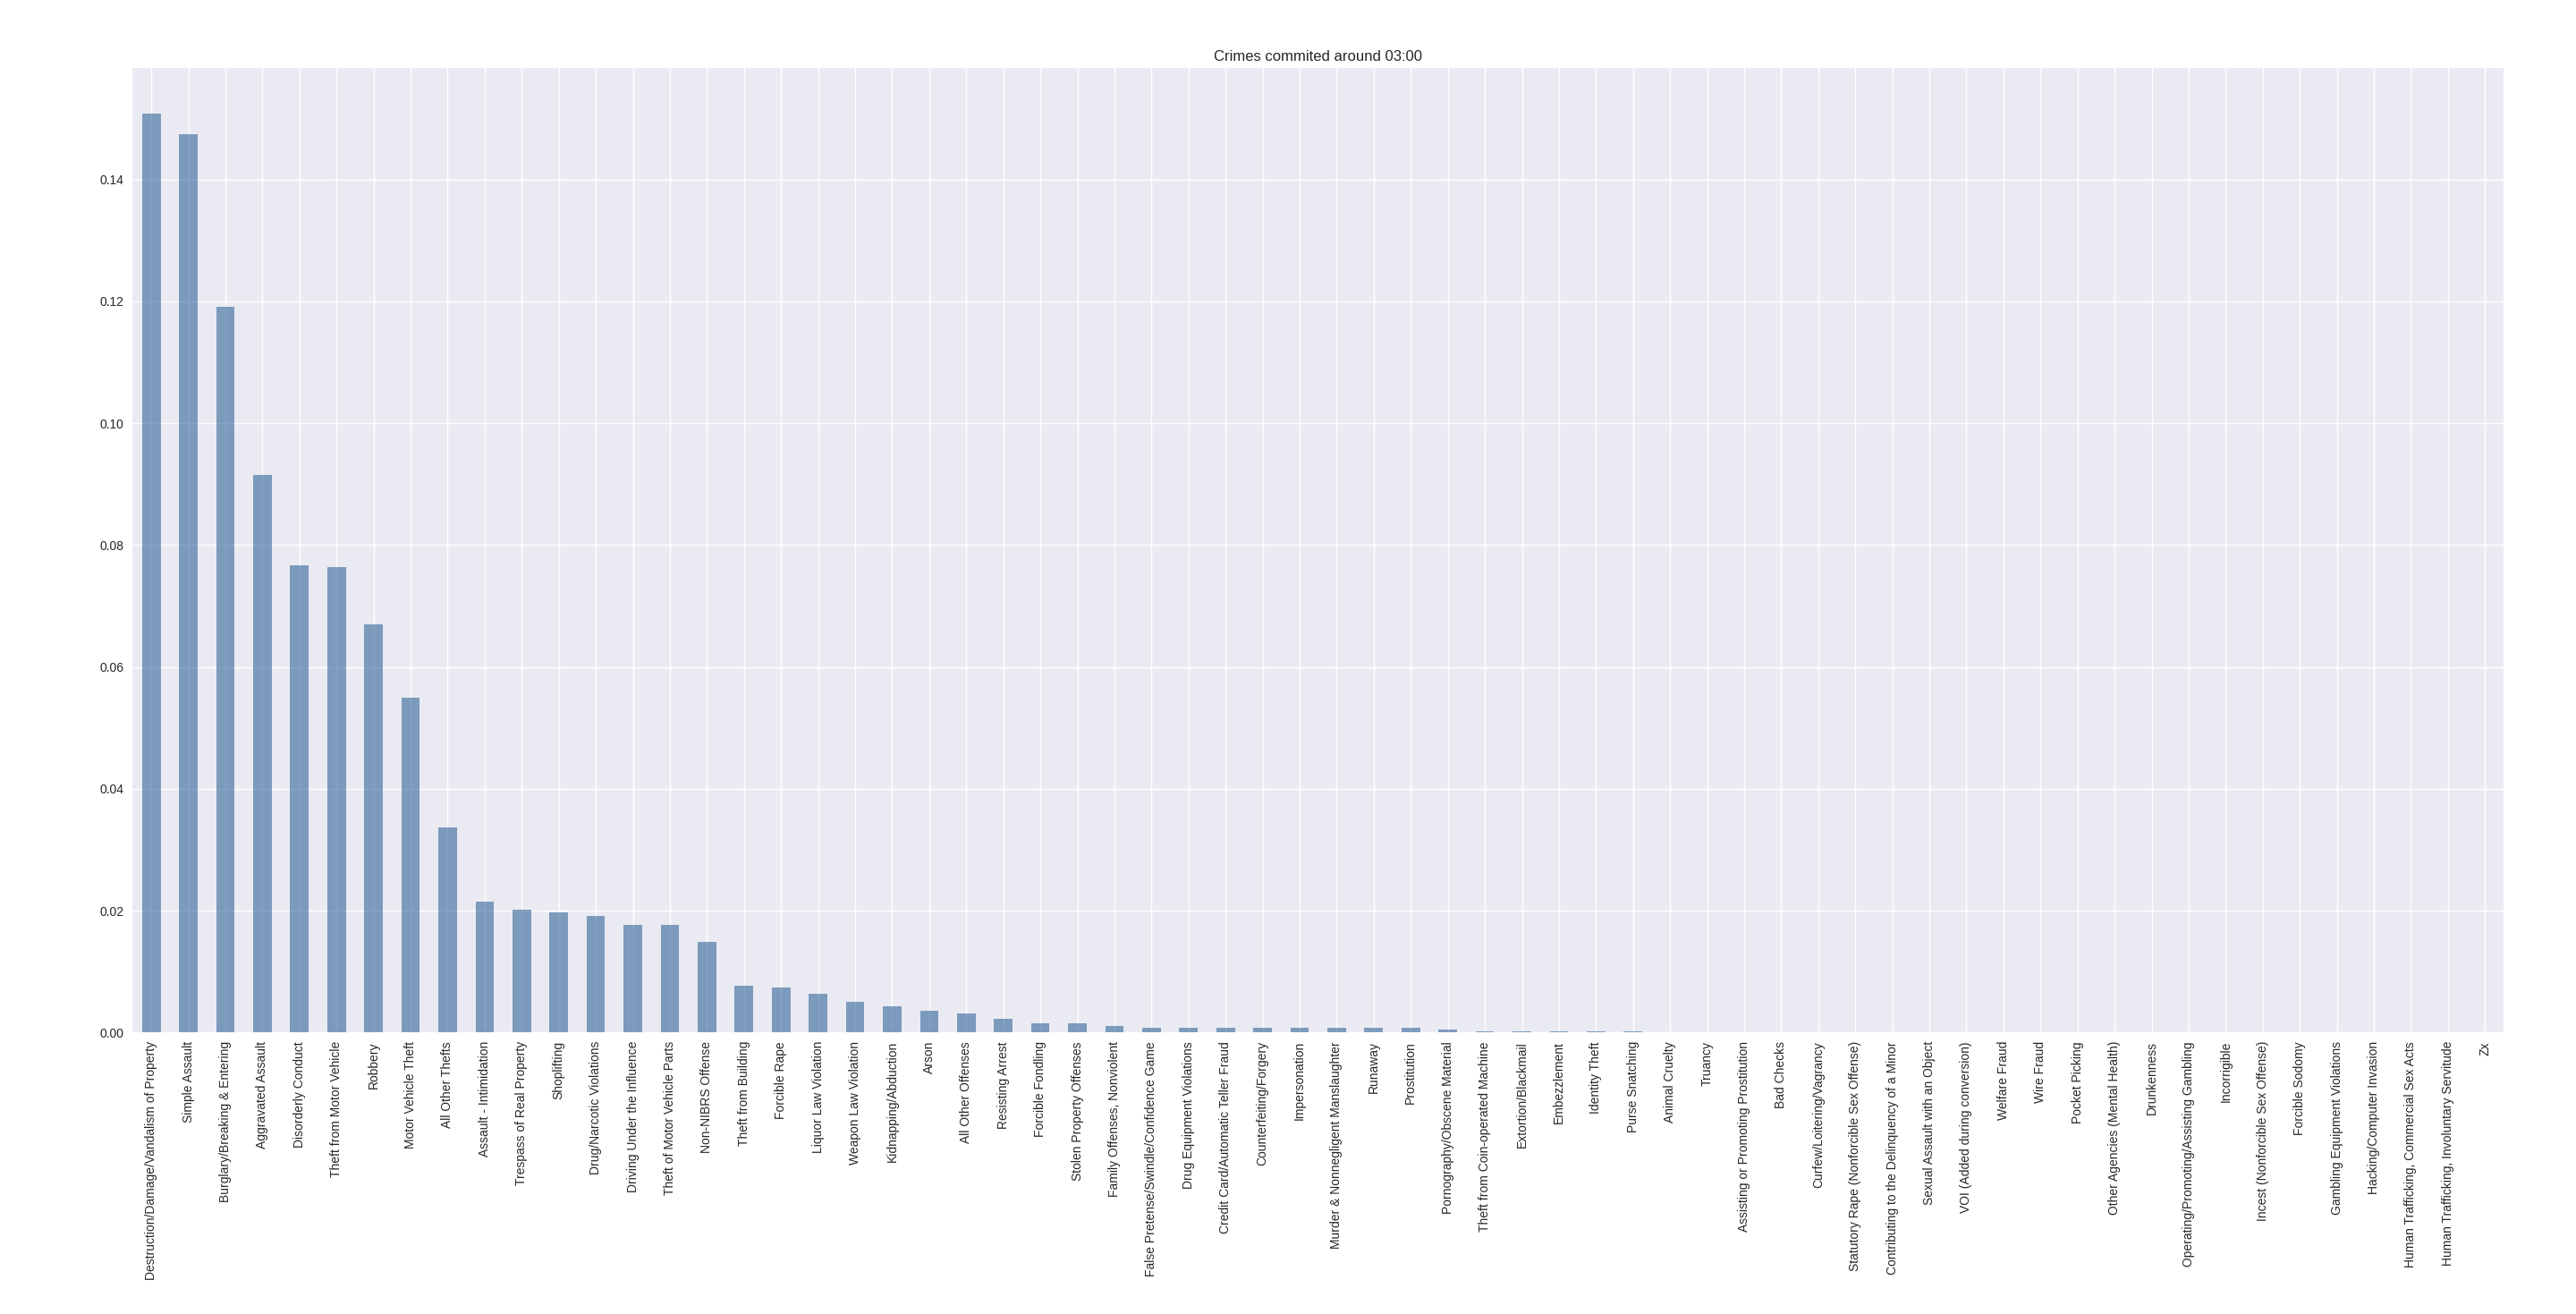 Crimes commited around 03:00
0.14
0.12
0.10
0.08
0.06
0.04
0.02
0.00
Destruction/Damage/Vandalism of Property
Simple Assault
Burglary/Breaking & Entering
Aggravated Assault
Disorderly Conduct
Theft from Motor Vehicle
Robbery
Motor Vehicle Theft
All Other Thefts
Assault - Intimidation
Trespass of Real Property
Shoplifting
Drug/Narcotic Violations
Driving Under the Influence
Theft of Motor Vehicle Parts
Non-NIBRS Offense
Theft from Building
Forcible Rape
Liquor Law Violation
Weapon Law Violation
Kidnapping/Abduction
Arson
All Other Offenses
Resisting Arrest
Forcible Fondling
Stolen Property Offenses
Family Offenses, Nonviolent
False Pretense/Swindle/Confidence Game
Drug Equipment Violations
Credit Card/Automatic Teller Fraud
Counterfeiting/Forgery
Impersonation
Murder & Nonnegligent Manslaughter
Runaway
Prostitution
Pornography/Obscene Material
Theft from Coin-operated Machine
Extortion/Blackmail
Embezzlement
Identity Theft
Purse Snatching
Animal Cruelty
Truancy
Assisting or Promoting Prostitution
Bad Checks
Curfew/Loitering/Vagrancy
Statutory Rape (Nonforcible Sex Offense)
Contributing to the Delinquency of a Minor
Sexual Assault with an Object
VOI (Added during conversion)
Welfare Fraud
Wire Fraud
Pocket Picking
Other Agencies (Mental Health)
Drunkenness
Operating/Promoting/Assisting Gambling
Incorrigible
Incest (Nonforcible Sex Offense)
Forcible Sodomy
Gambling Equipment Violations
Hacking/Computer Invasion
Human Trafficking, Commercial Sex Acts
Human Trafficking, Involuntary Servitude
Zx